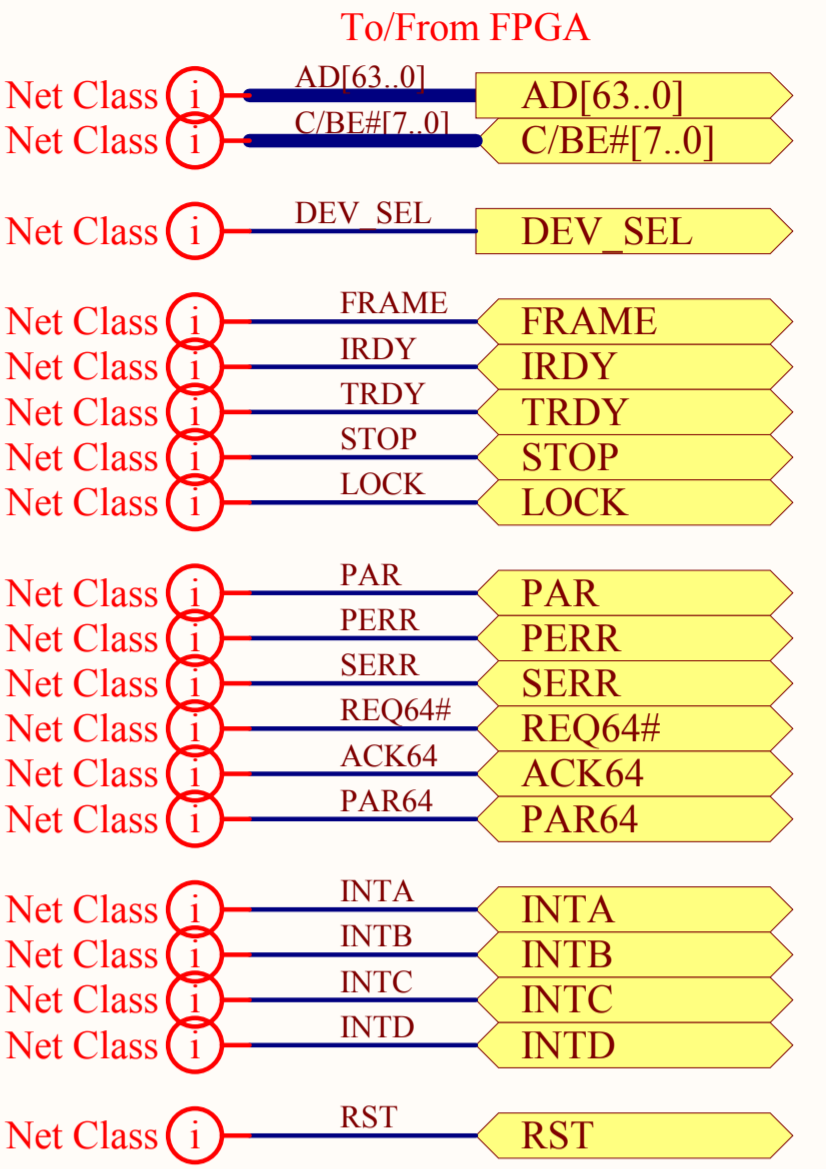 To/From FPGA
Net Class i AD[63..0] AD[63..0]
Net Class i C/BE#[7..0] C/BE#[7..0]
Net Class i DEV_SEL DEV_SEL
Net Class i FRAME FRAME
Net Class i IRDY IRDY
Net Class i TRDY TRDY
Net Class i STOP STOP
Net Class i LOCK LOCK
Net Class i PAR PAR
Net Class i PERR PERR
Net Class i SERR SERR
Net Class i REQ64# REQ64#
Net Class i ACK64 ACK64
Net Class i PAR64 PAR64
Net Class i INTA INTA
Net Class i INTB INTB
Net Class i INTC INTC
Net Class i INTD INTD
Net Class i RST RST